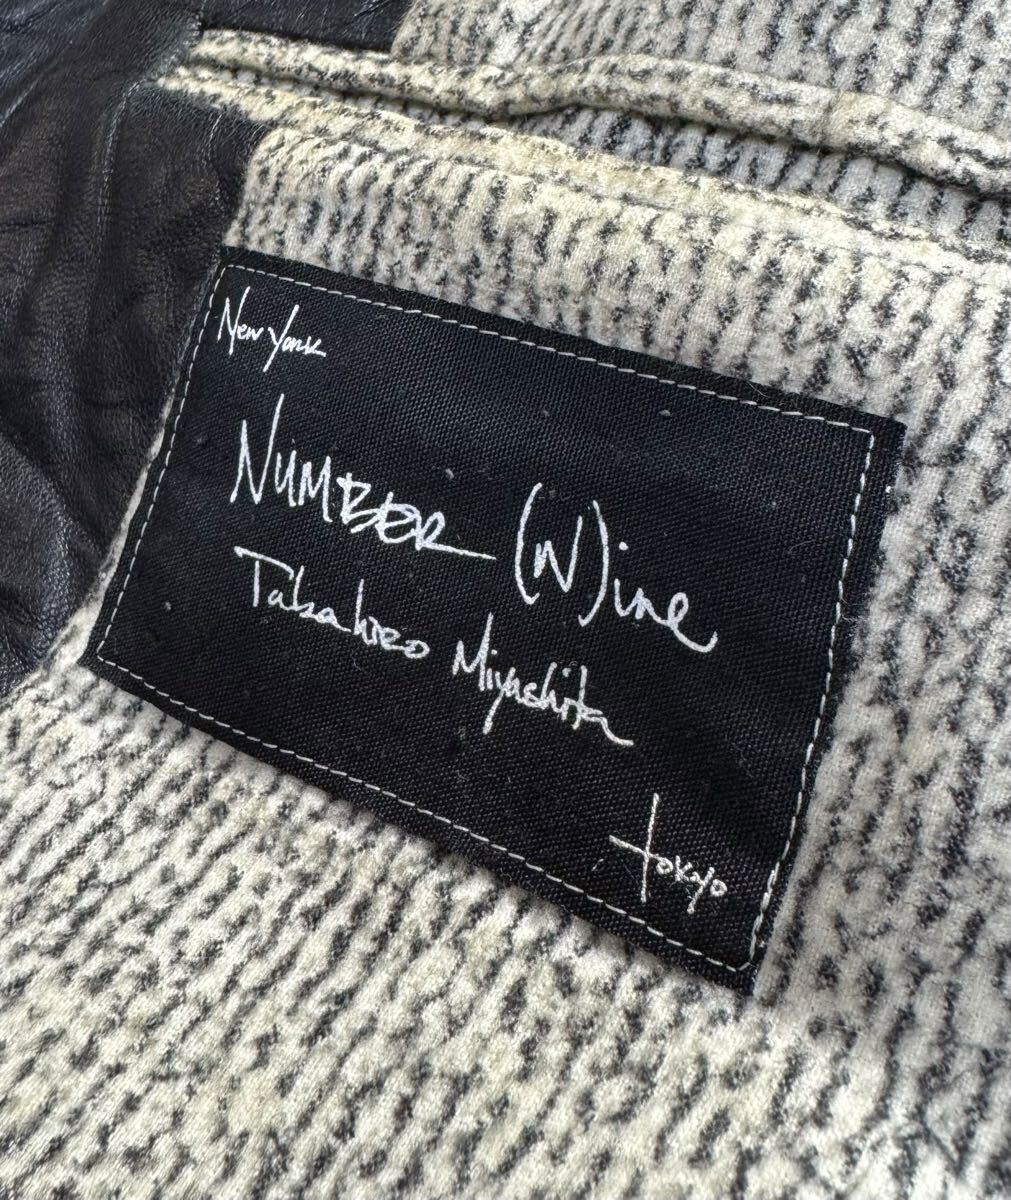 New York
NUMBER (N)ine
Takahiro Miyashita
tokyo